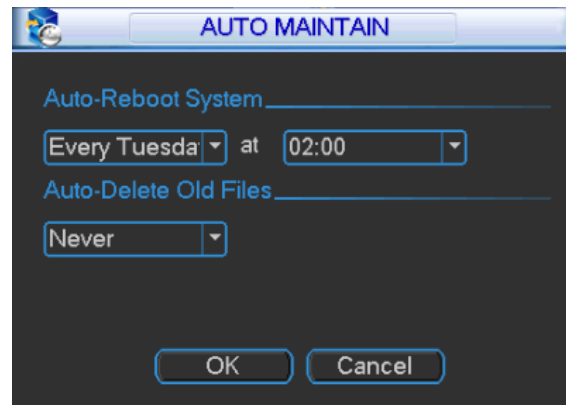 AUTO MAINTAIN
Auto-Reboot System
Every Tuesda at 02:00
Auto-Delete Old Files
Never
OK Cancel